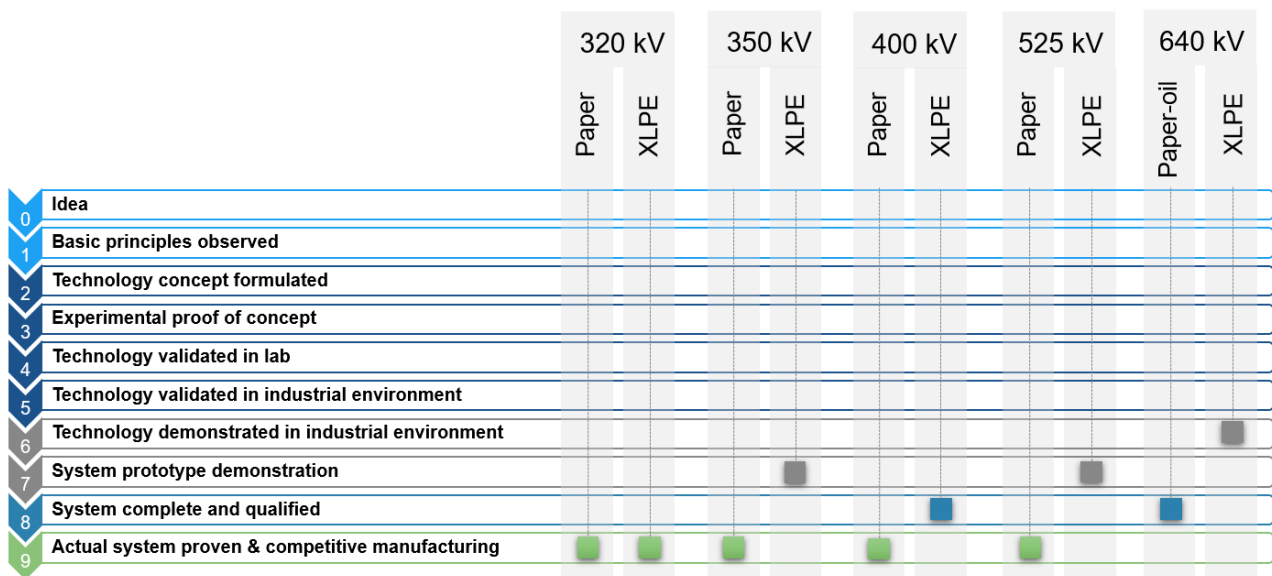 320 kV 350 kV 400 kV 525 kV 640 kV
Paper XLPE Paper XLPE Paper XLPE Paper XLPE Paper-oil XLPE
0 Idea
1 Basic principles observed
2 Technology concept formulated
3 Experimental proof of concept
4 Technology validated in lab
5 Technology validated in industrial environment
6 Technology demonstrated in industrial environment
7 System prototype demonstration
8 System complete and qualified
9 Actual system proven & competitive manufacturing